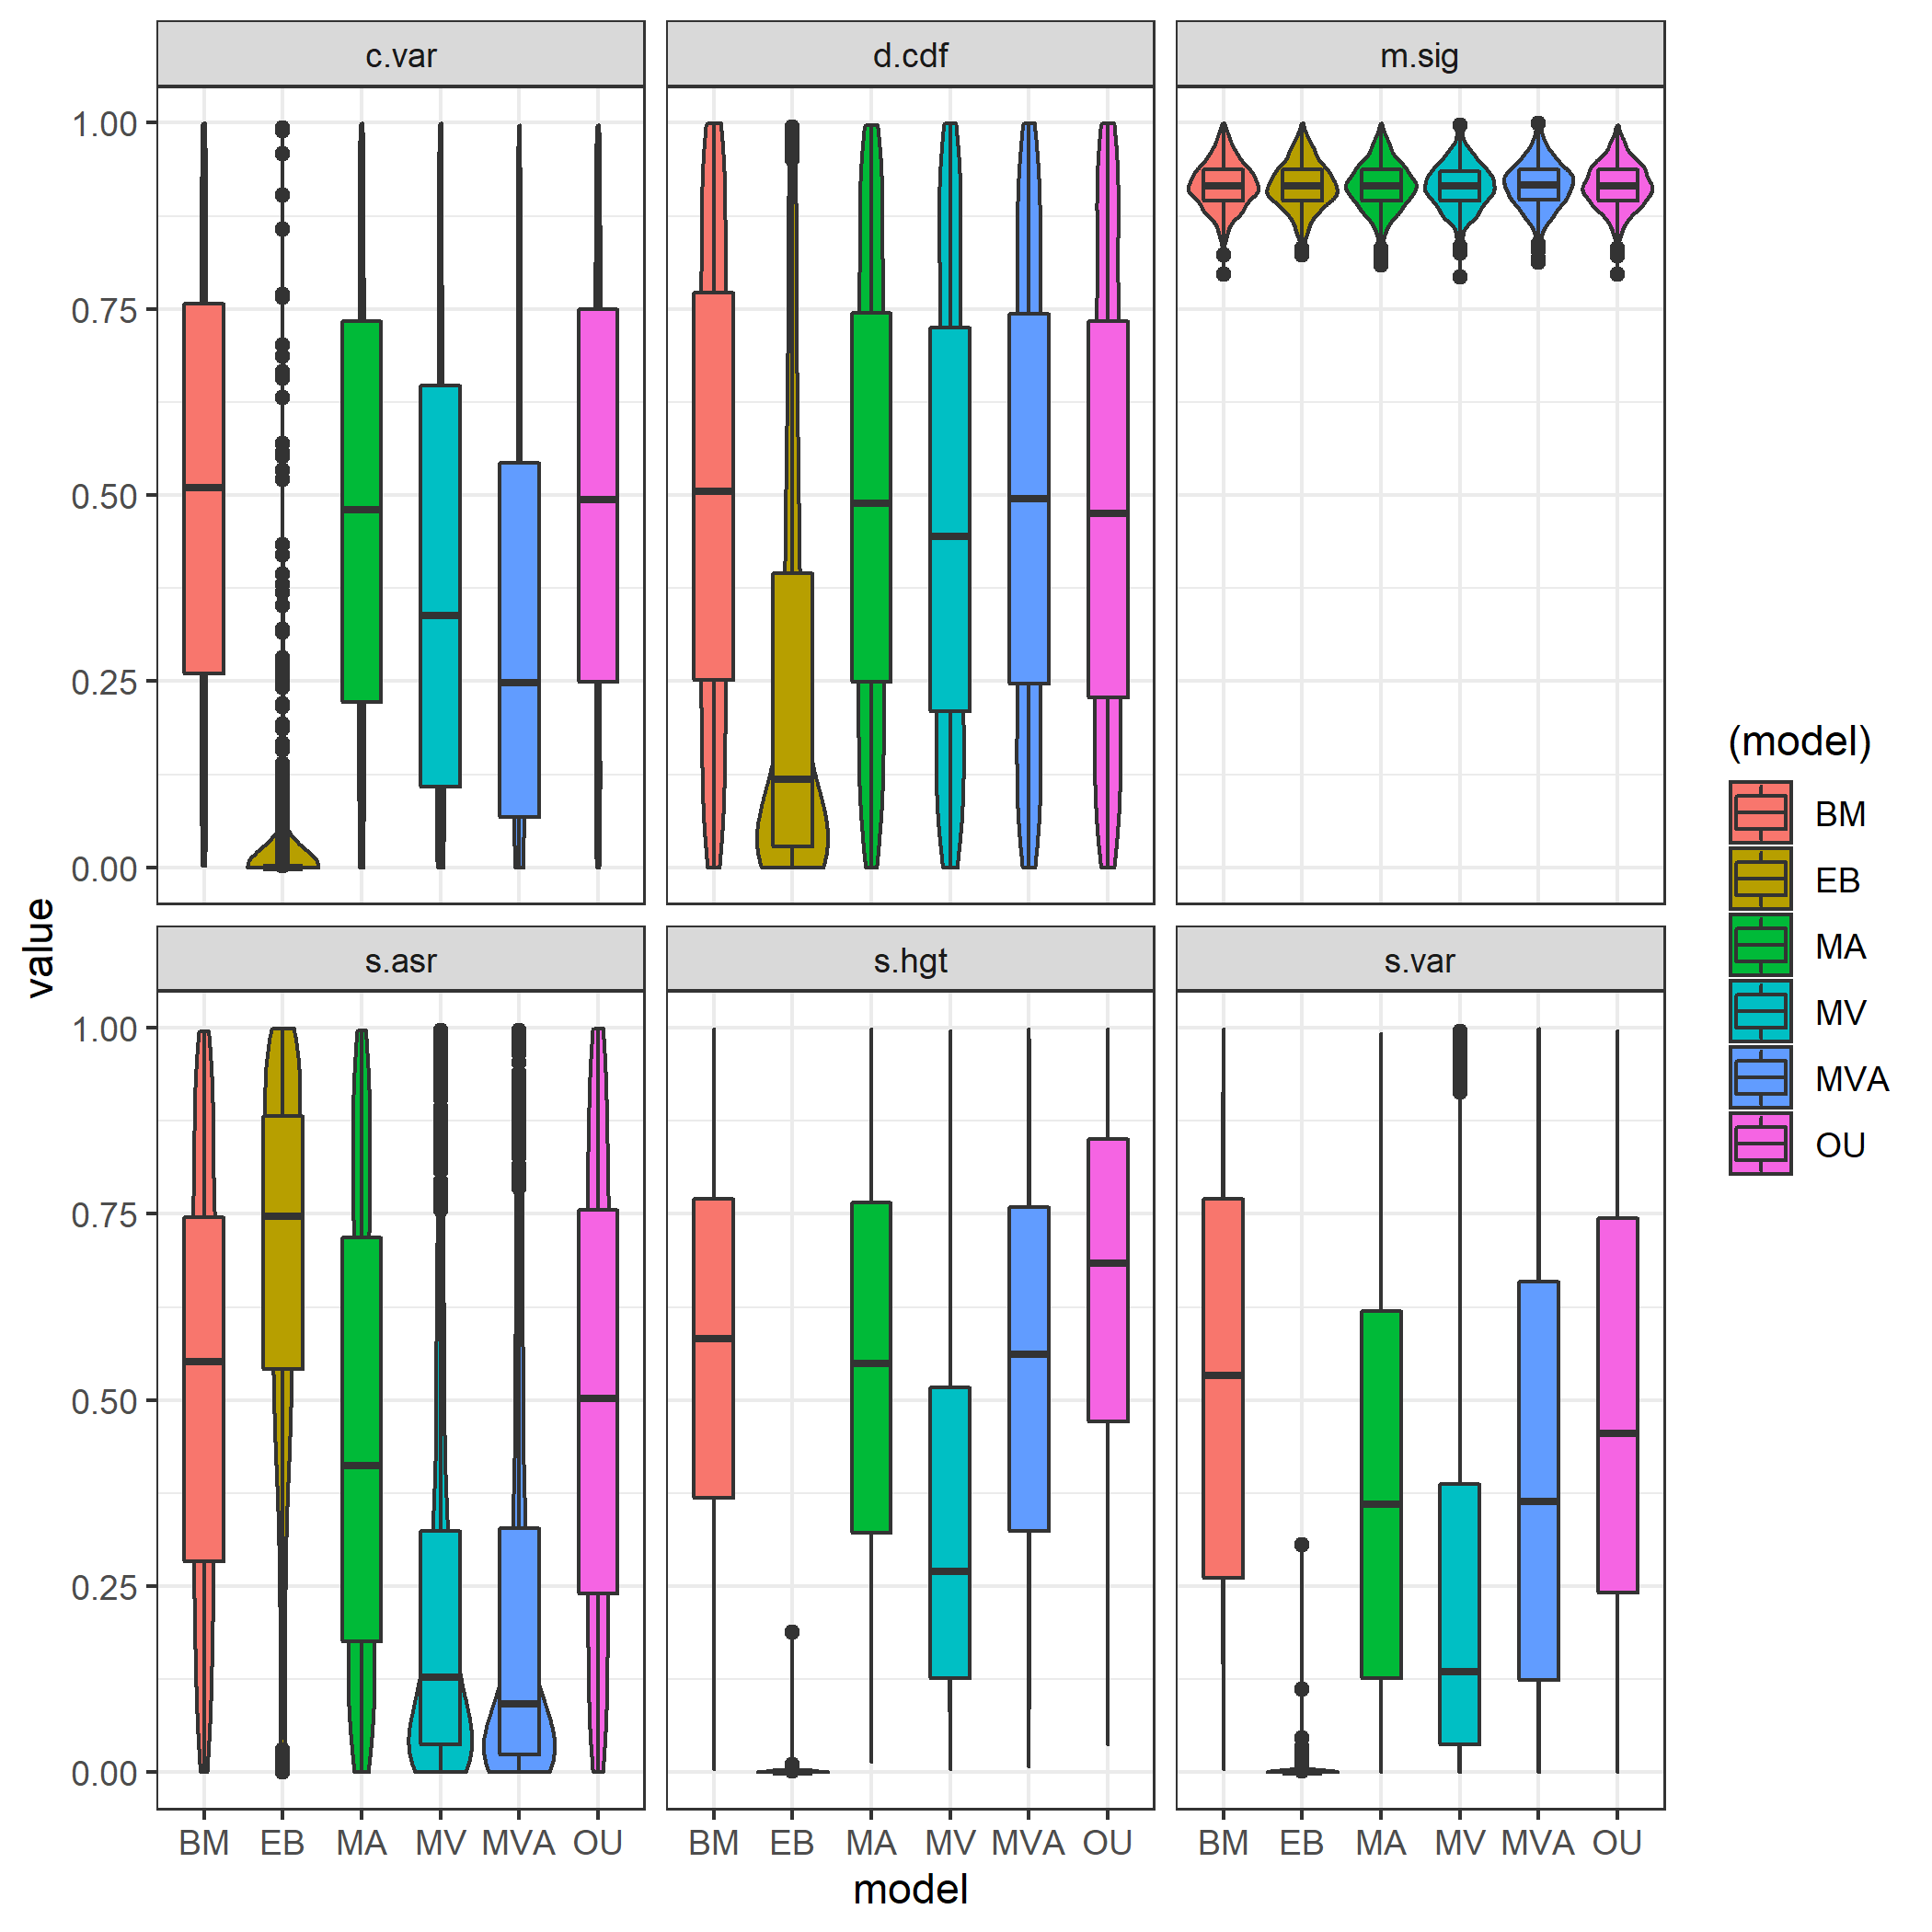 c.var
d.cdf
m.sig
1.00
0.75
0.50
0.25
0.00
value
s.asr
s.hgt
s.var
1.00
0.75
0.50
0.25
0.00
BM EB MA MV MVA OU
BM EB MA MV MVA OU
BM EB MA MV MVA OU
model
(model)
BM
EB
MA
MV
MVA
OU